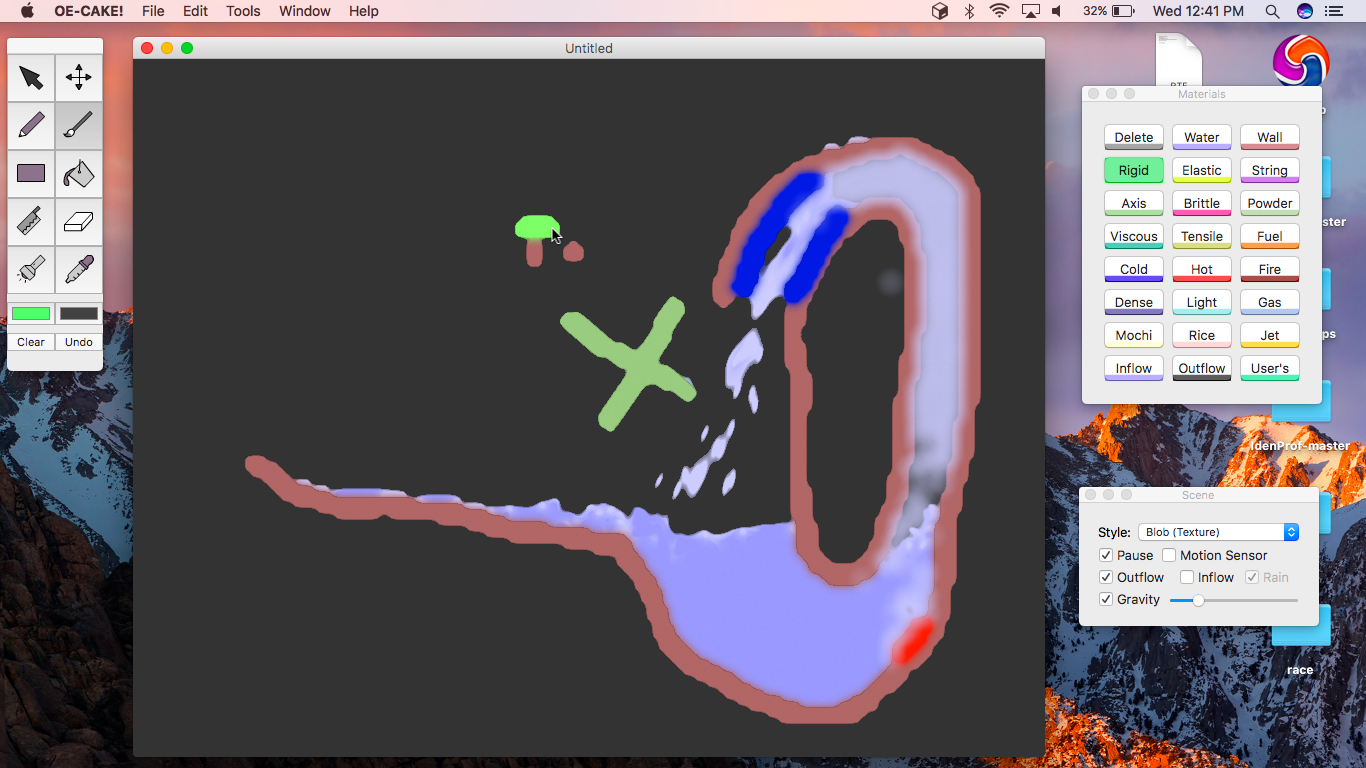 OE-CAKE! File Edit Tools Window Help 32% Wed 12:41 PM
Untitled
Clear Undo
Materials
Delete Water Wall
Rigid Elastic String
Axis Brittle Powder
Viscous Tensile Fuel
Cold Hot Fire
Dense Light Gas
Mochi Rice Jet
Inflow Outflow User's
ster
ps
IdenProf-master
Scene
Style: Blob (Texture)
Pause Motion Sensor
Outflow Inflow Rain
Gravity
race